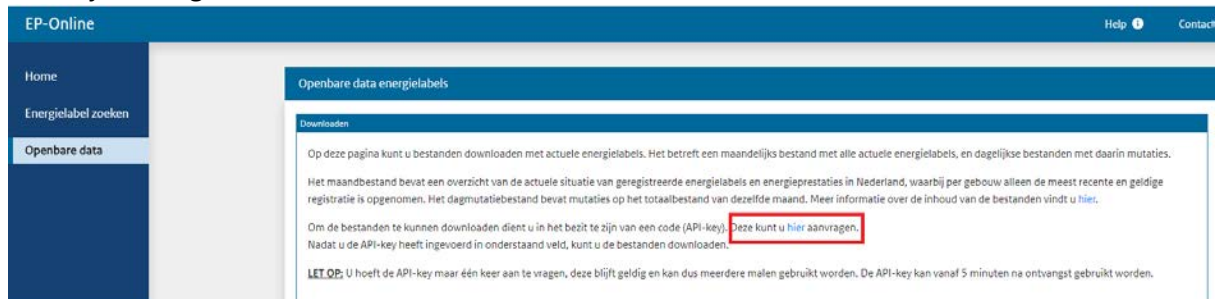 EP-Online
Help
Contact
Home
Energielabel zoeken
Openbare data
Openbare data energielabels
Downloaden
Op deze pagina kunt u bestanden downloaden met actuele energielabels. Het betreft een maandelijks bestand met alle actuele energielabels, en dagelijkse bestanden met daarin mutaties.
Het maandbestand bevat een overzicht van de actuele situatie van geregistreerde energielabels en energieprestaties in Nederland, waarbij per gebouw alleen de meest recente en geldige
registratie is opgenomen. Het dagmutatiebestand bevat mutaties op het totaalbestand van dezelfde maand. Meer informatie over de inhoud van de bestanden vindt u hier.
Om de bestanden te kunnen downloaden dient u in het bezit te zijn van een code (API-key). Deze kunt u hier aanvragen.
Nadat u de API-key heeft ingevoerd in onderstaand veld, kunt u de bestanden downloaden.
LET OP: U hoeft de API-key maar één keer aan te vragen, deze blijft geldig en kan dus meerdere malen gebruikt worden. De API-key kan vanaf 5 minuten na ontvangst gebruikt worden.